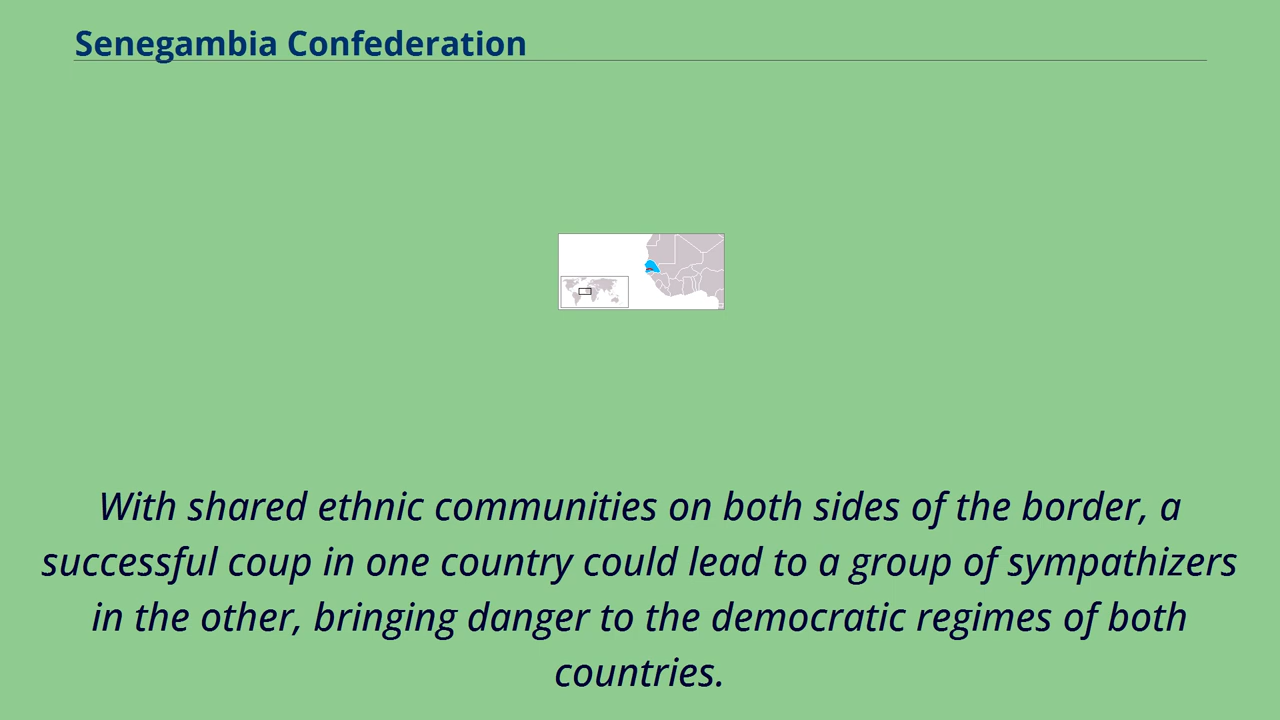 Senegambia Confederation
With shared ethnic communities on both sides of the border, a
successful coup in one country could lead to a group of sympathizers
in the other, bringing danger to the democratic regimes of both
countries.